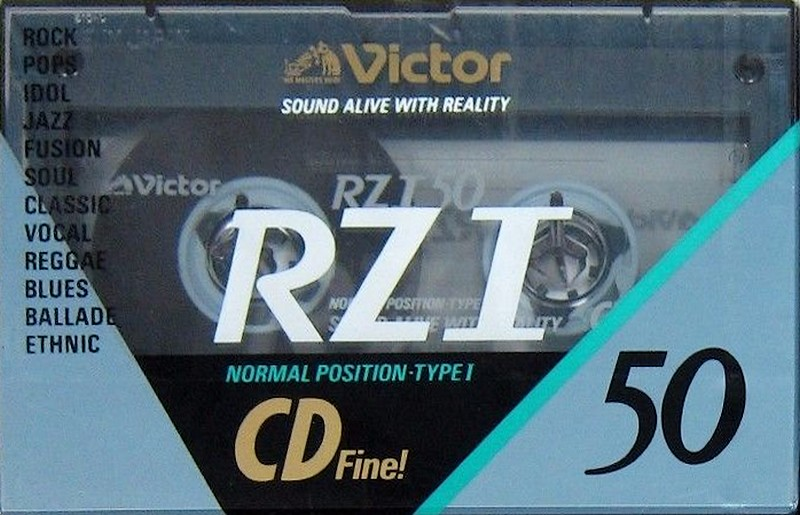 ROCK
POPS
IDOL
JAZZ
FUSION
SOUL
CLASSIC
VOCAL
REGGAE
BLUES
BALLADE
ETHNIC
Victor
SOUND ALIVE WITH REALITY
Victor
RZ I 50
RZ I
NORMAL POSITION·TYPE I
CD Fine!
50